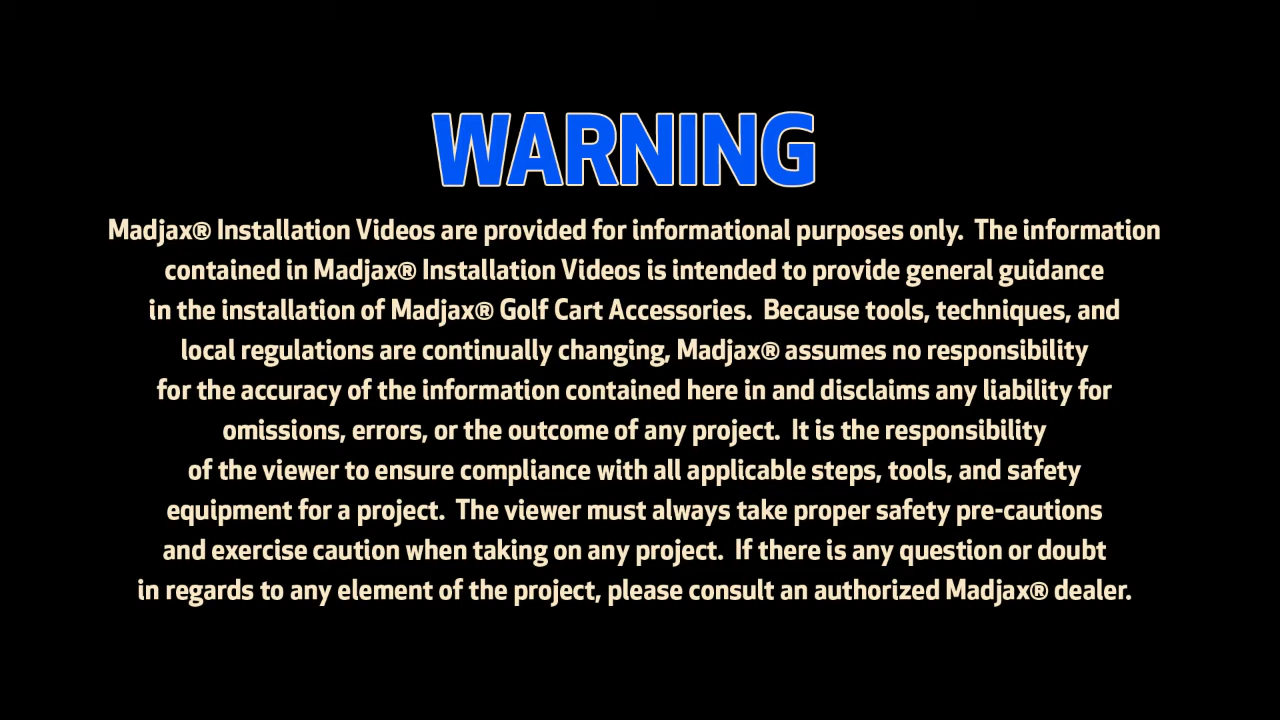 WARNING
Madjax® Installation Videos are provided for informational purposes only.  The information
contained in Madjax® Installation Videos is intended to provide general guidance
in the installation of Madjax® Golf Cart Accessories.  Because tools, techniques, and
local regulations are continually changing, Madjax® assumes no responsibility
for the accuracy of the information contained here in and disclaims any liability for
omissions, errors, or the outcome of any project.  It is the responsibility
of the viewer to ensure compliance with all applicable steps, tools, and safety
equipment for a project.  The viewer must always take proper safety pre-cautions
and exercise caution when taking on any project.  If there is any question or doubt
in regards to any element of the project, please consult an authorized Madjax® dealer.